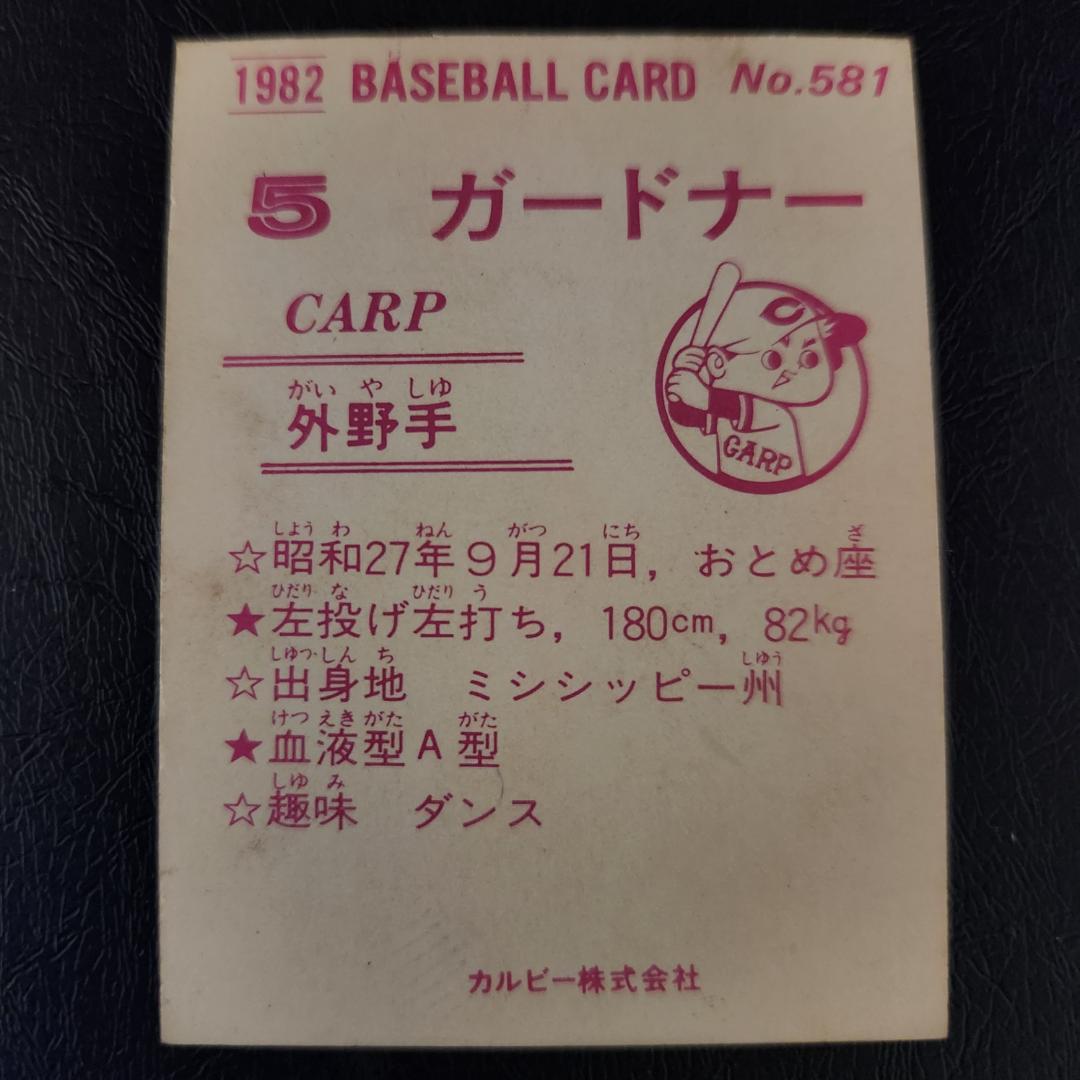 1982 BASEBALL CARD No.581
5 ガードナー
CARP
がいやしゆ
外野手
CARP
しようわ ねん がつ にち ざ
☆昭和27年9月21日, おとめ座
ひだりな ひだりう
★左投げ左打ち, 180cm, 82kg
しゆつしんち しゆう
☆出身地 ミシシッピー州
けつえきがた がた
★血液型A型
しゆみ
☆趣味 ダンス
カルビー株式会社